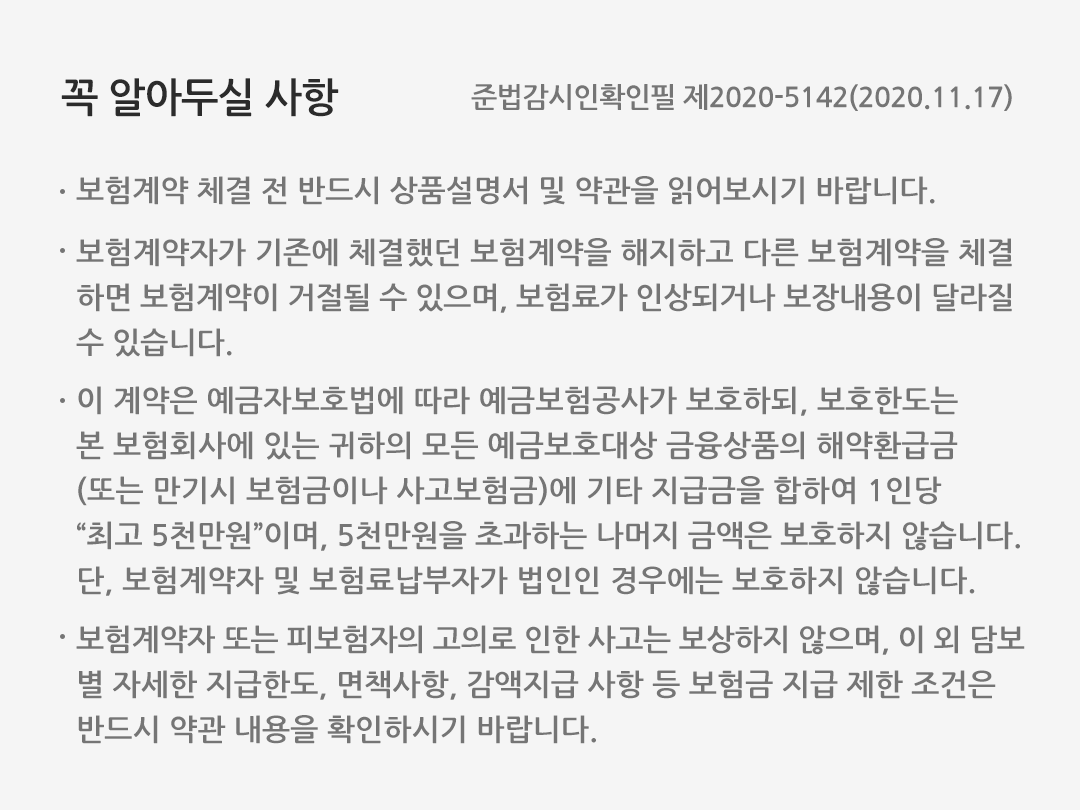 꼭 알아두실 사항
준법감시인확인필 제2020-5142(2020.11.17)
· 보험계약 체결 전 반드시 상품설명서 및 약관을 읽어보시기 바랍니다.
· 보험계약자가 기존에 체결했던 보험계약을 해지하고 다른 보험계약을 체결
하면 보험계약이 거절될 수 있으며, 보험료가 인상되거나 보장내용이 달라질
수 있습니다.
· 이 계약은 예금자보호법에 따라 예금보험공사가 보호하되, 보호한도는
본 보험회사에 있는 귀하의 모든 예금보호대상 금융상품의 해약환급금
(또는 만기시 보험금이나 사고보험금)에 기타 지급금을 합하여 1인당
“최고 5천만원”이며, 5천만원을 초과하는 나머지 금액은 보호하지 않습니다.
단, 보험계약자 및 보험료납부자가 법인인 경우에는 보호하지 않습니다.
· 보험계약자 또는 피보험자의 고의로 인한 사고는 보상하지 않으며, 이 외 담보
별 자세한 지급한도, 면책사항, 감액지급 사항 등 보험금 지급 제한 조건은
반드시 약관 내용을 확인하시기 바랍니다.